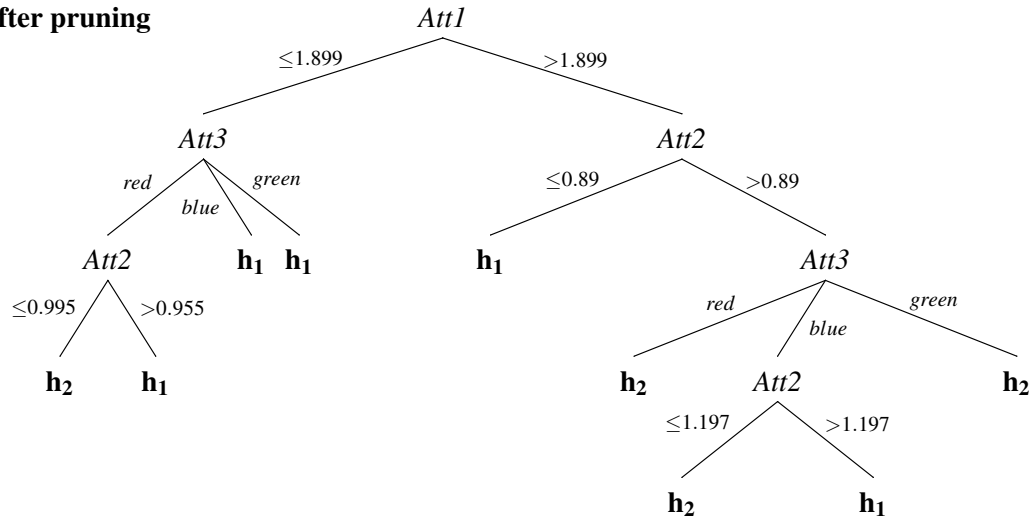 fter pruning
Att1
≤1.899 >1.899
Att3 Att2
red blue green ≤0.89 >0.89
Att2 h1 h1 h1 Att3
≤0.995 >0.955 red blue green
h2 h1 h2 Att2 h2
≤1.197 >1.197
h2 h1